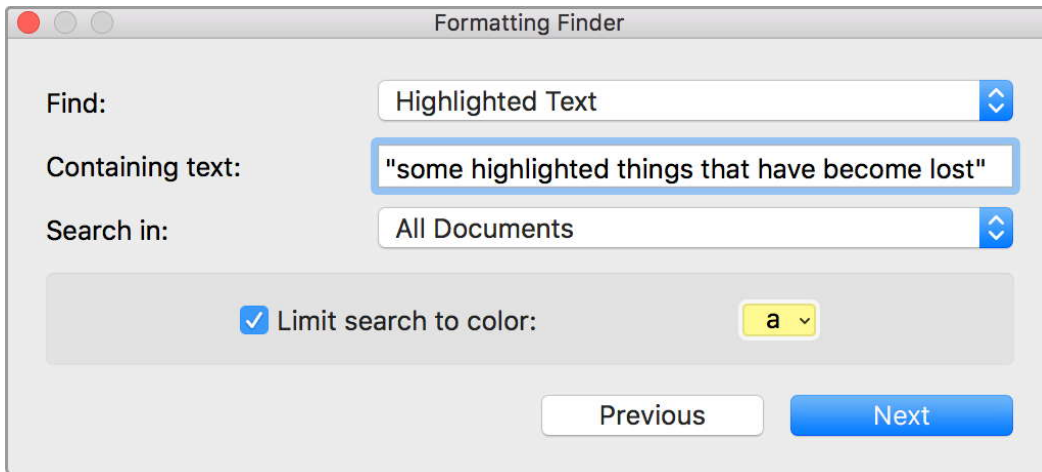 Formatting Finder
Find: Highlighted Text
Containing text: "some highlighted things that have become lost"
Search in: All Documents
Limit search to color: a
Previous Next